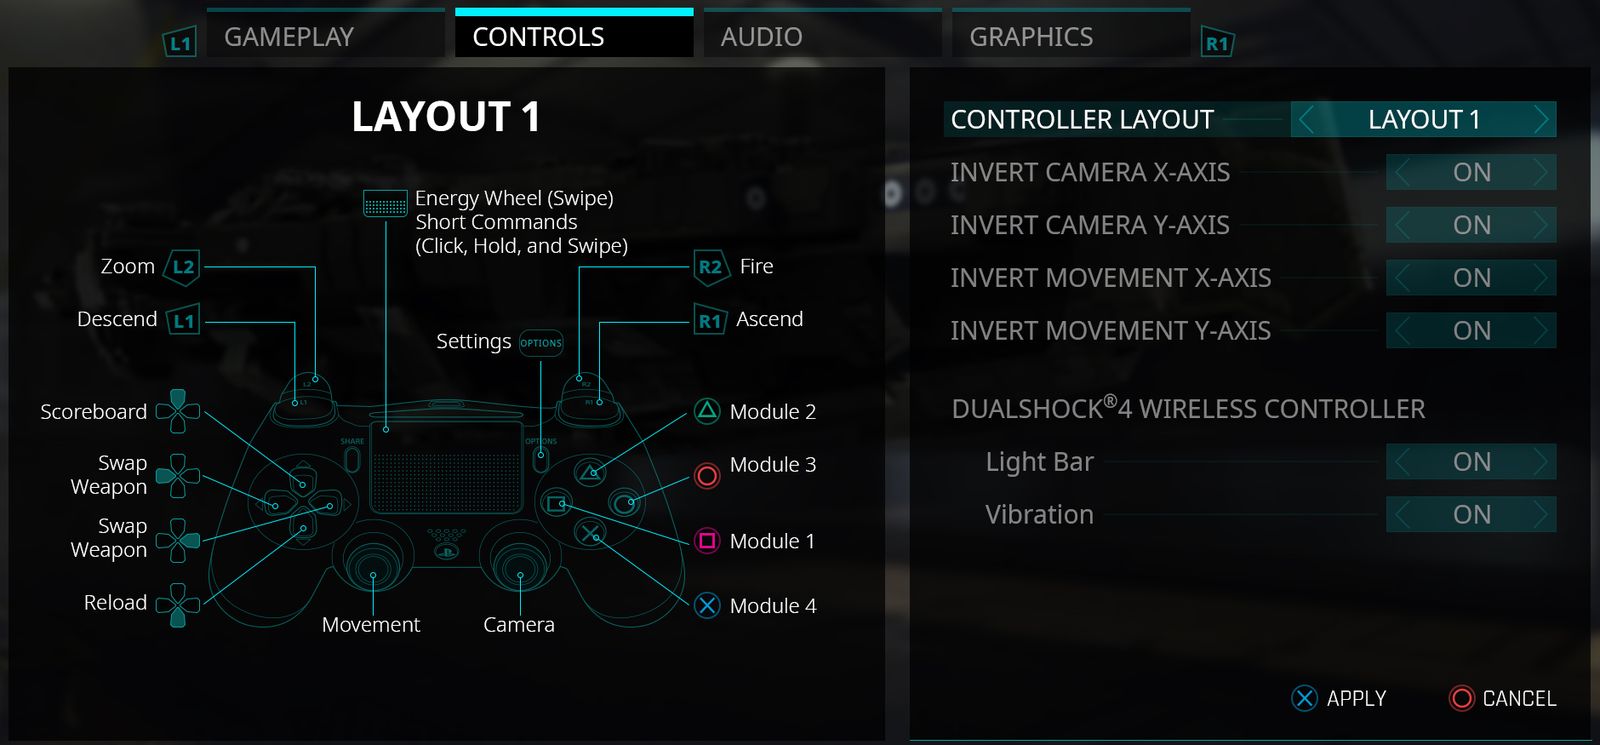 L1
GAMEPLAY
CONTROLS
AUDIO
GRAPHICS
R1
LAYOUT 1
Energy Wheel (Swipe)
Short Commands
(Click, Hold, and Swipe)
Zoom
L2
R2
Fire
Descend
L1
R1
Ascend
Settings
OPTIONS
L2
R2
L1
R1
SHARE
OPTIONS
Scoreboard
Swap
Weapon
Swap
Weapon
Reload
Module 2
Module 3
Module 1
Module 4
Movement
Camera
CONTROLLER LAYOUT
LAYOUT 1
INVERT CAMERA X-AXIS
ON
INVERT CAMERA Y-AXIS
ON
INVERT MOVEMENT X-AXIS
ON
INVERT MOVEMENT Y-AXIS
ON
DUALSHOCK®4 WIRELESS CONTROLLER
Light Bar
ON
Vibration
ON
APPLY
CANCEL